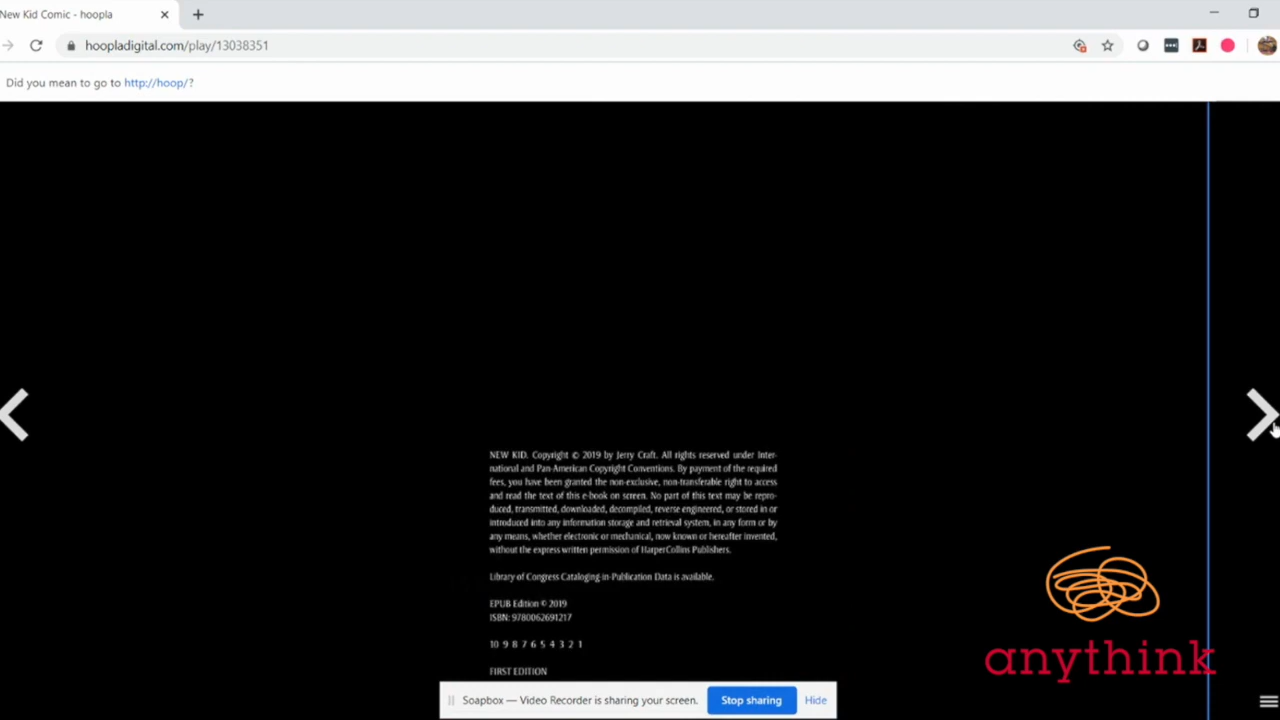 New Kid Comic - hoopla
hoopladigital.com/play/13038351
Did you mean to go to http://hoop/?
NEW KID. Copyright © 2019 by Jerry Craft. All rights reserved under Inter-
national and Pan-American Copyright Conventions. By payment of the required
fees, you have been granted the non-exclusive, non-transferable right to access
and read the text of this e-book on screen. No part of this text may be repro-
duced, transmitted, downloaded, decompiled, reverse engineered, or stored in or
introduced into any information storage and retrieval system, in any form or by
any means, whether electronic or mechanical, now known or hereafter invented,
without the express written permission of HarperCollins Publishers.
Library of Congress Cataloging-in-Publication Data is available.
EPUB Edition © 2019
ISBN: 9780062691217
10 9 8 7 6 5 4 3 2 1
FIRST EDITION
anythink
Soapbox — Video Recorder is sharing your screen.
Stop sharing
Hide